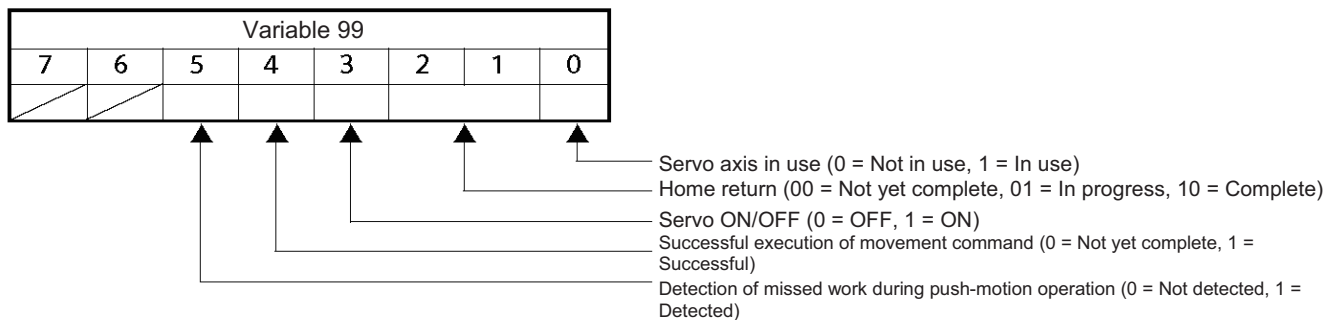 Variable 99
7 6 5 4 3 2 1 0
Servo axis in use (0 = Not in use, 1 = In use)
Home return (00 = Not yet complete, 01 = In progress, 10 = Complete)
Servo ON/OFF (0 = OFF, 1 = ON)
Successful execution of movement command (0 = Not yet complete, 1 =
Successful)
Detection of missed work during push-motion operation (0 = Not detected, 1 =
Detected)